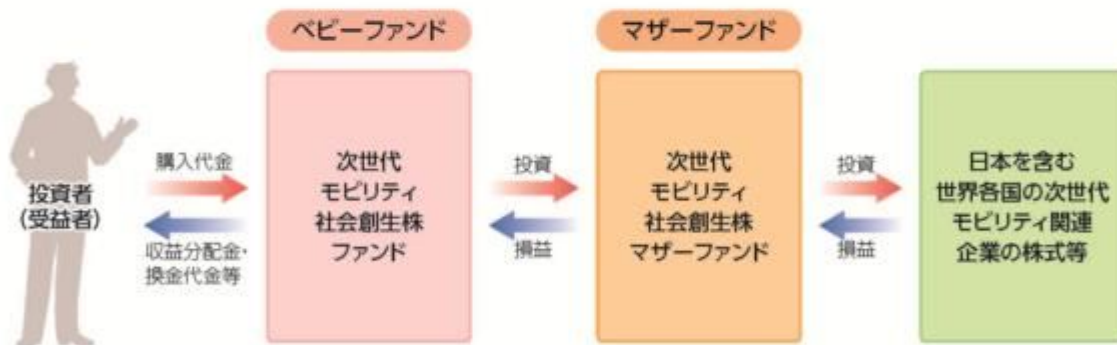 ベビーファンド
マザーファンド
投資者
(受益者)
購入代金
収益分配金・
換金代金等
次世代
モビリティ
社会創生株
ファンド
投資
損益
次世代
モビリティ
社会創生株
マザーファンド
投資
損益
日本を含む
世界各国の次世代
モビリティ関連
企業の株式等